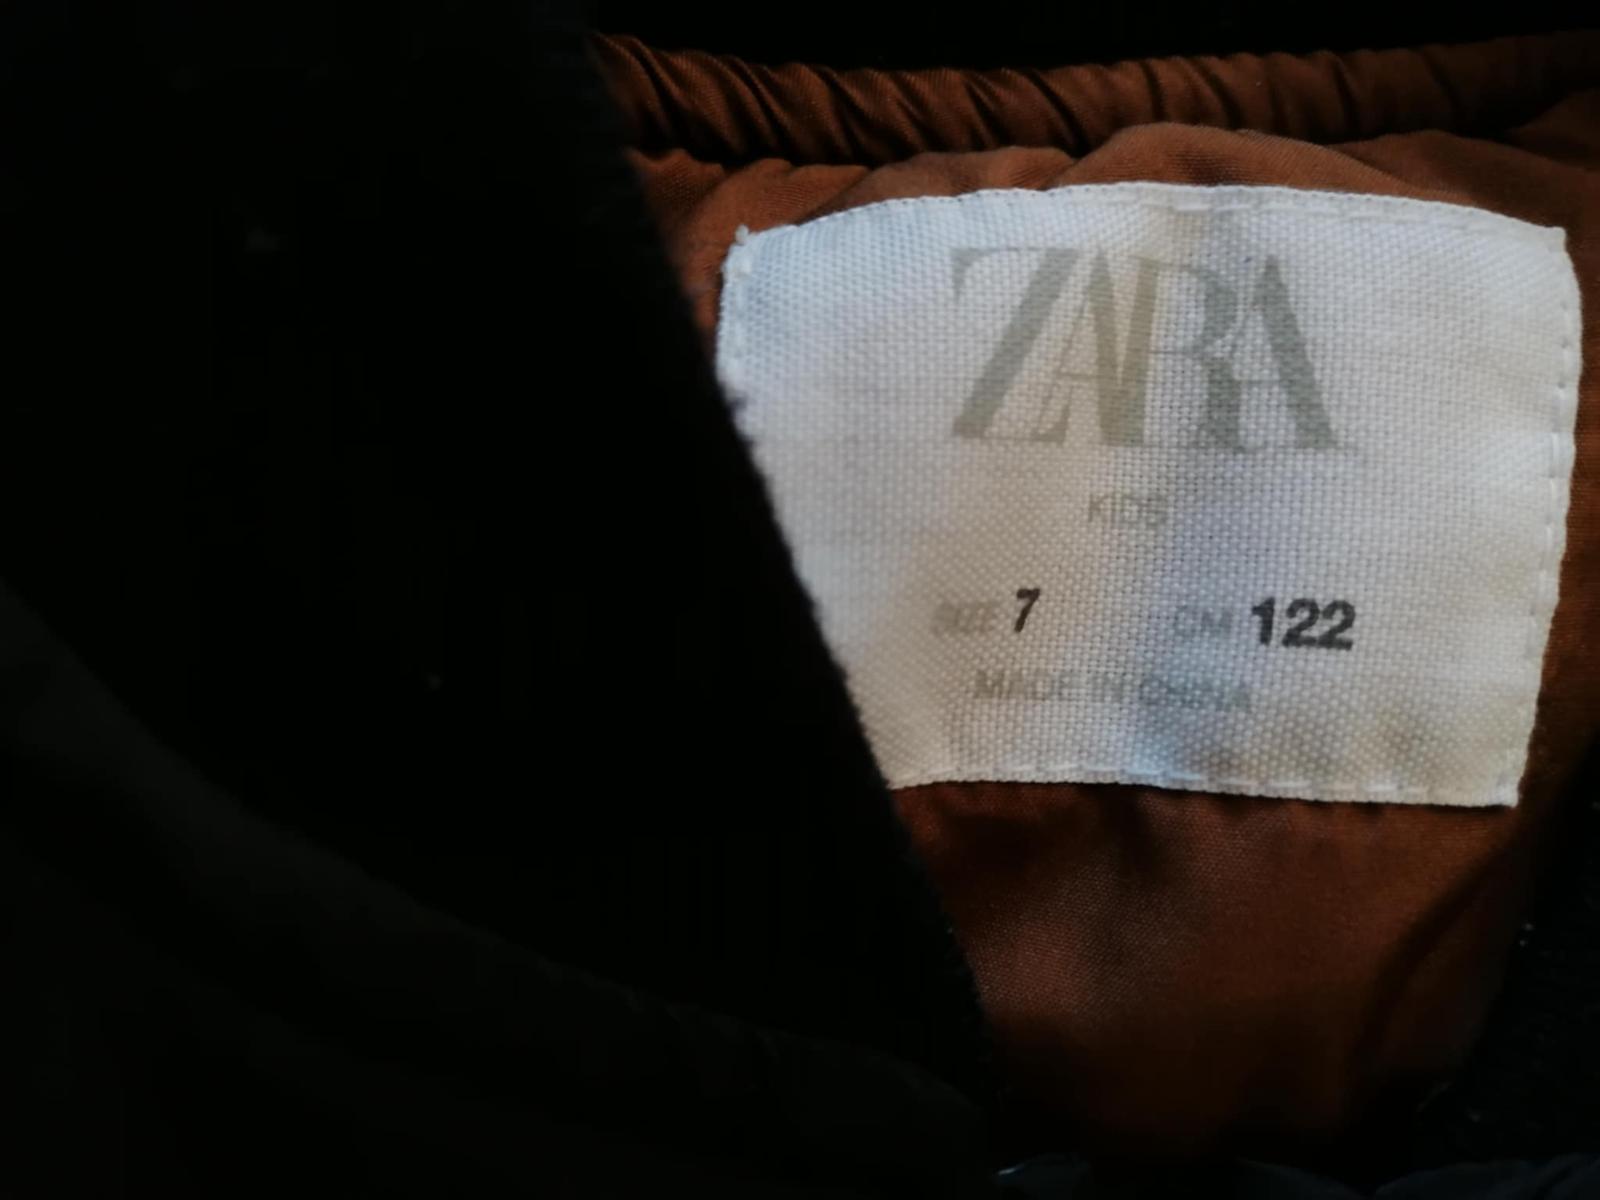 ZARA
KIDS
SIZE 7 CM 122
MADE IN CHINA